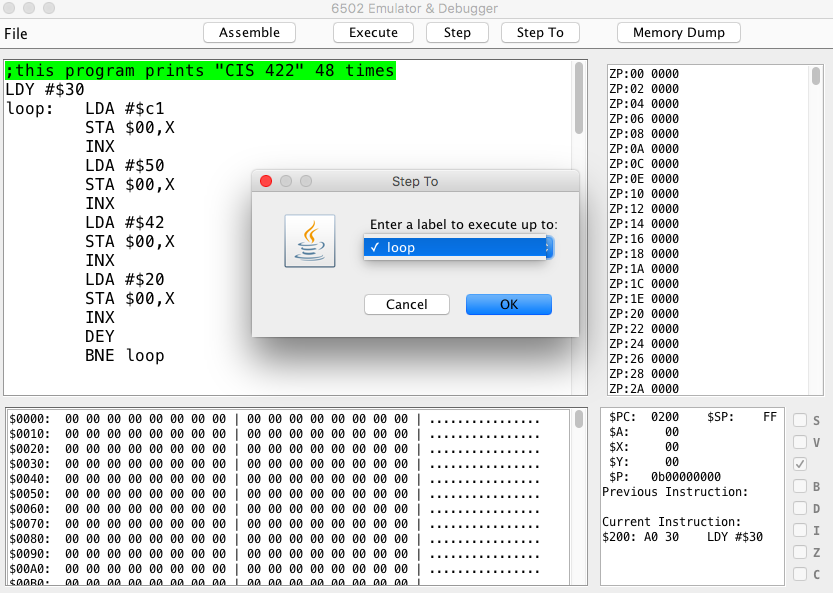 6502 Emulator & Debugger
File Assemble Execute Step Step To Memory Dump
;this program prints "CIS 422" 48 times
LDY #$30
loop: LDA #$c1
STA $00,X
INX
LDA #$50
STA $00,X
INX
LDA #$42
STA $00,X
INX
LDA #$20
STA $00,X
INX
DEY
BNE loop
Step To
Enter a label to execute up to:
✓ loop
Cancel OK
ZP:00 0000
ZP:02 0000
ZP:04 0000
ZP:06 0000
ZP:08 0000
ZP:0A 0000
ZP:0C 0000
ZP:0E 0000
ZP:10 0000
ZP:12 0000
ZP:14 0000
ZP:16 0000
ZP:18 0000
ZP:1A 0000
ZP:1C 0000
ZP:1E 0000
ZP:20 0000
ZP:22 0000
ZP:24 0000
ZP:26 0000
ZP:28 0000
ZP:2A 0000
$0000: 00 00 00 00 00 00 00 00 | 00 00 00 00 00 00 00 00 | ................
$0010: 00 00 00 00 00 00 00 00 | 00 00 00 00 00 00 00 00 | ................
$0020: 00 00 00 00 00 00 00 00 | 00 00 00 00 00 00 00 00 | ................
$0030: 00 00 00 00 00 00 00 00 | 00 00 00 00 00 00 00 00 | ................
$0040: 00 00 00 00 00 00 00 00 | 00 00 00 00 00 00 00 00 | ................
$0050: 00 00 00 00 00 00 00 00 | 00 00 00 00 00 00 00 00 | ................
$0060: 00 00 00 00 00 00 00 00 | 00 00 00 00 00 00 00 00 | ................
$0070: 00 00 00 00 00 00 00 00 | 00 00 00 00 00 00 00 00 | ................
$0080: 00 00 00 00 00 00 00 00 | 00 00 00 00 00 00 00 00 | ................
$0090: 00 00 00 00 00 00 00 00 | 00 00 00 00 00 00 00 00 | ................
$00A0: 00 00 00 00 00 00 00 00 | 00 00 00 00 00 00 00 00 | ................
$00B0: 00 00 00 00 00 00 00 00 | 00 00 00 00 00 00 00 00 | ................
$PC: 0200 $SP: FF
$A: 00
$X: 00
$Y: 00
$P: 0b00000000
Previous Instruction:
Current Instruction:
$200: A0 30 LDY #$30
S
V
B
D
I
Z
C